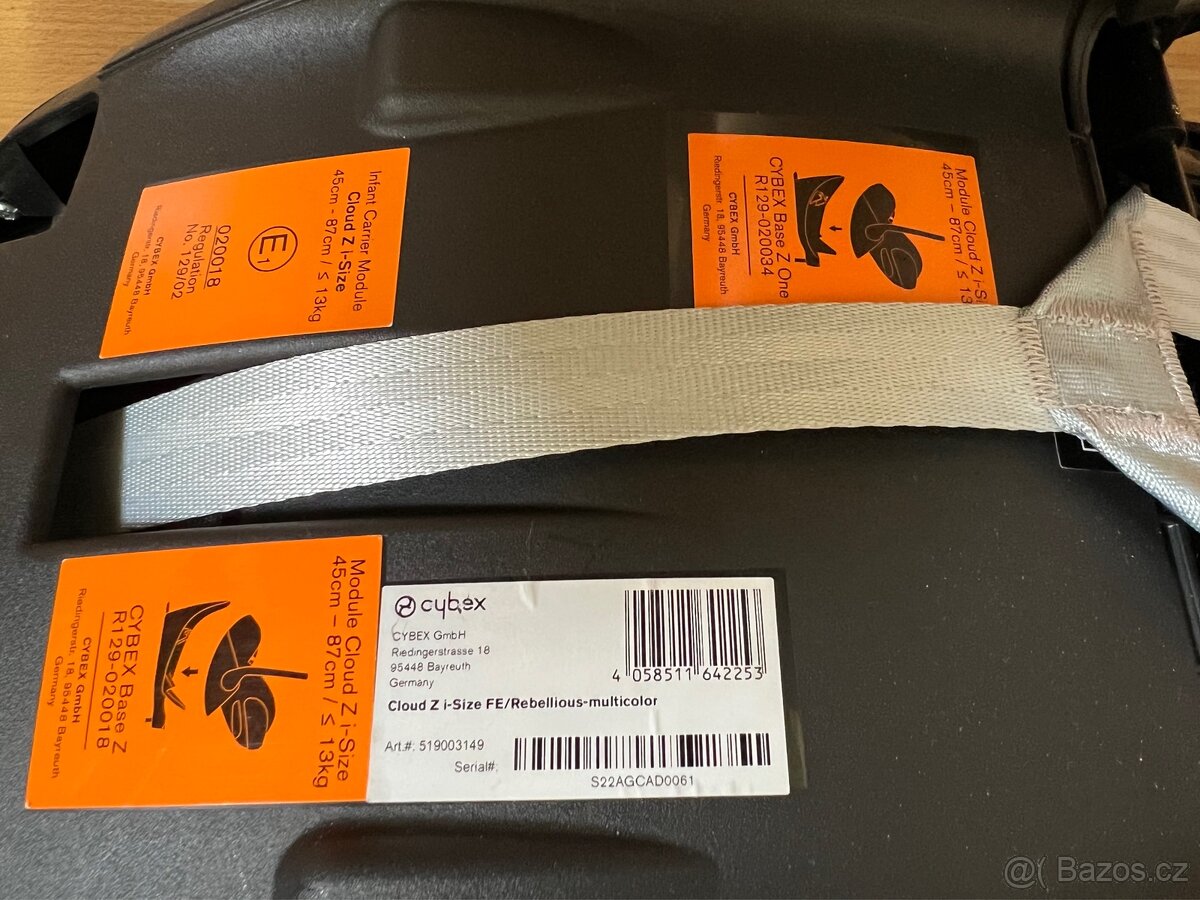 Infant Carrier Module
Cloud Z i-Size
45cm - 87cm / ≤ 13kg
E1
020018
Regulation
No. 129/02
CYBEX GmbH
Riedingerstr. 18, 95448 Bayreuth
Germany
Module Cloud Z i-S
45cm – 87cm / ≤ 13
CYBEX Base Z One
R129-020034
CYBEX GmbH
Riedingerstr. 18, 95448 Bayreuth
Germany
Module Cloud Z i-Size
45cm – 87cm / ≤ 13kg
CYBEX Base Z
R129-020018
CYBEX GmbH
Riedingerstr. 18, 95448 Bayreuth
Germany
cybex
CYBEX GmbH
Riedingerstrasse 18
95448 Bayreuth
Germany
4 058511 642253
Cloud Z i-Size FE/Rebellious-multicolor
Art.#: 519003149
Serial#:
S22AGCAD0061
@( Bazos.cz